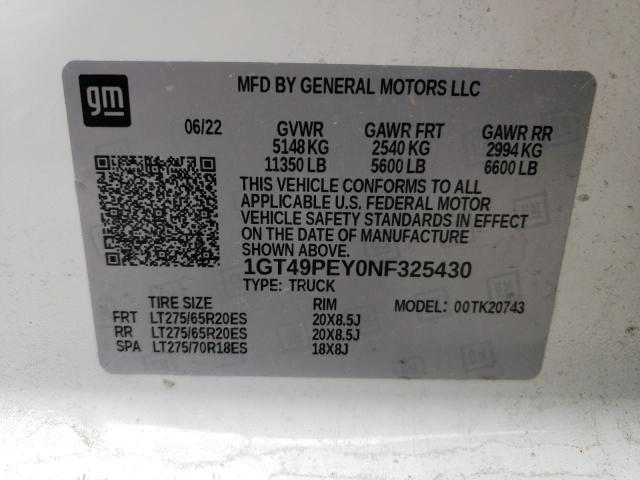 gm
MFD BY GENERAL MOTORS LLC
06/22 GVWR GAWR FRT GAWR RR
5148 KG 2540 KG 2994 KG
11350 LB 5600 LB 6600 LB
THIS VEHICLE CONFORMS TO ALL
APPLICABLE U.S. FEDERAL MOTOR
VEHICLE SAFETY STANDARDS IN EFFECT
ON THE DATE OF MANUFACTURE
SHOWN ABOVE.
1GT49PEY0NF325430
TYPE: TRUCK
TIRE SIZE RIM MODEL: 00TK20743
FRT LT275/65R20ES 20X8.5J
RR LT275/65R20ES 20X8.5J
SPA LT275/70R18ES 18X8J